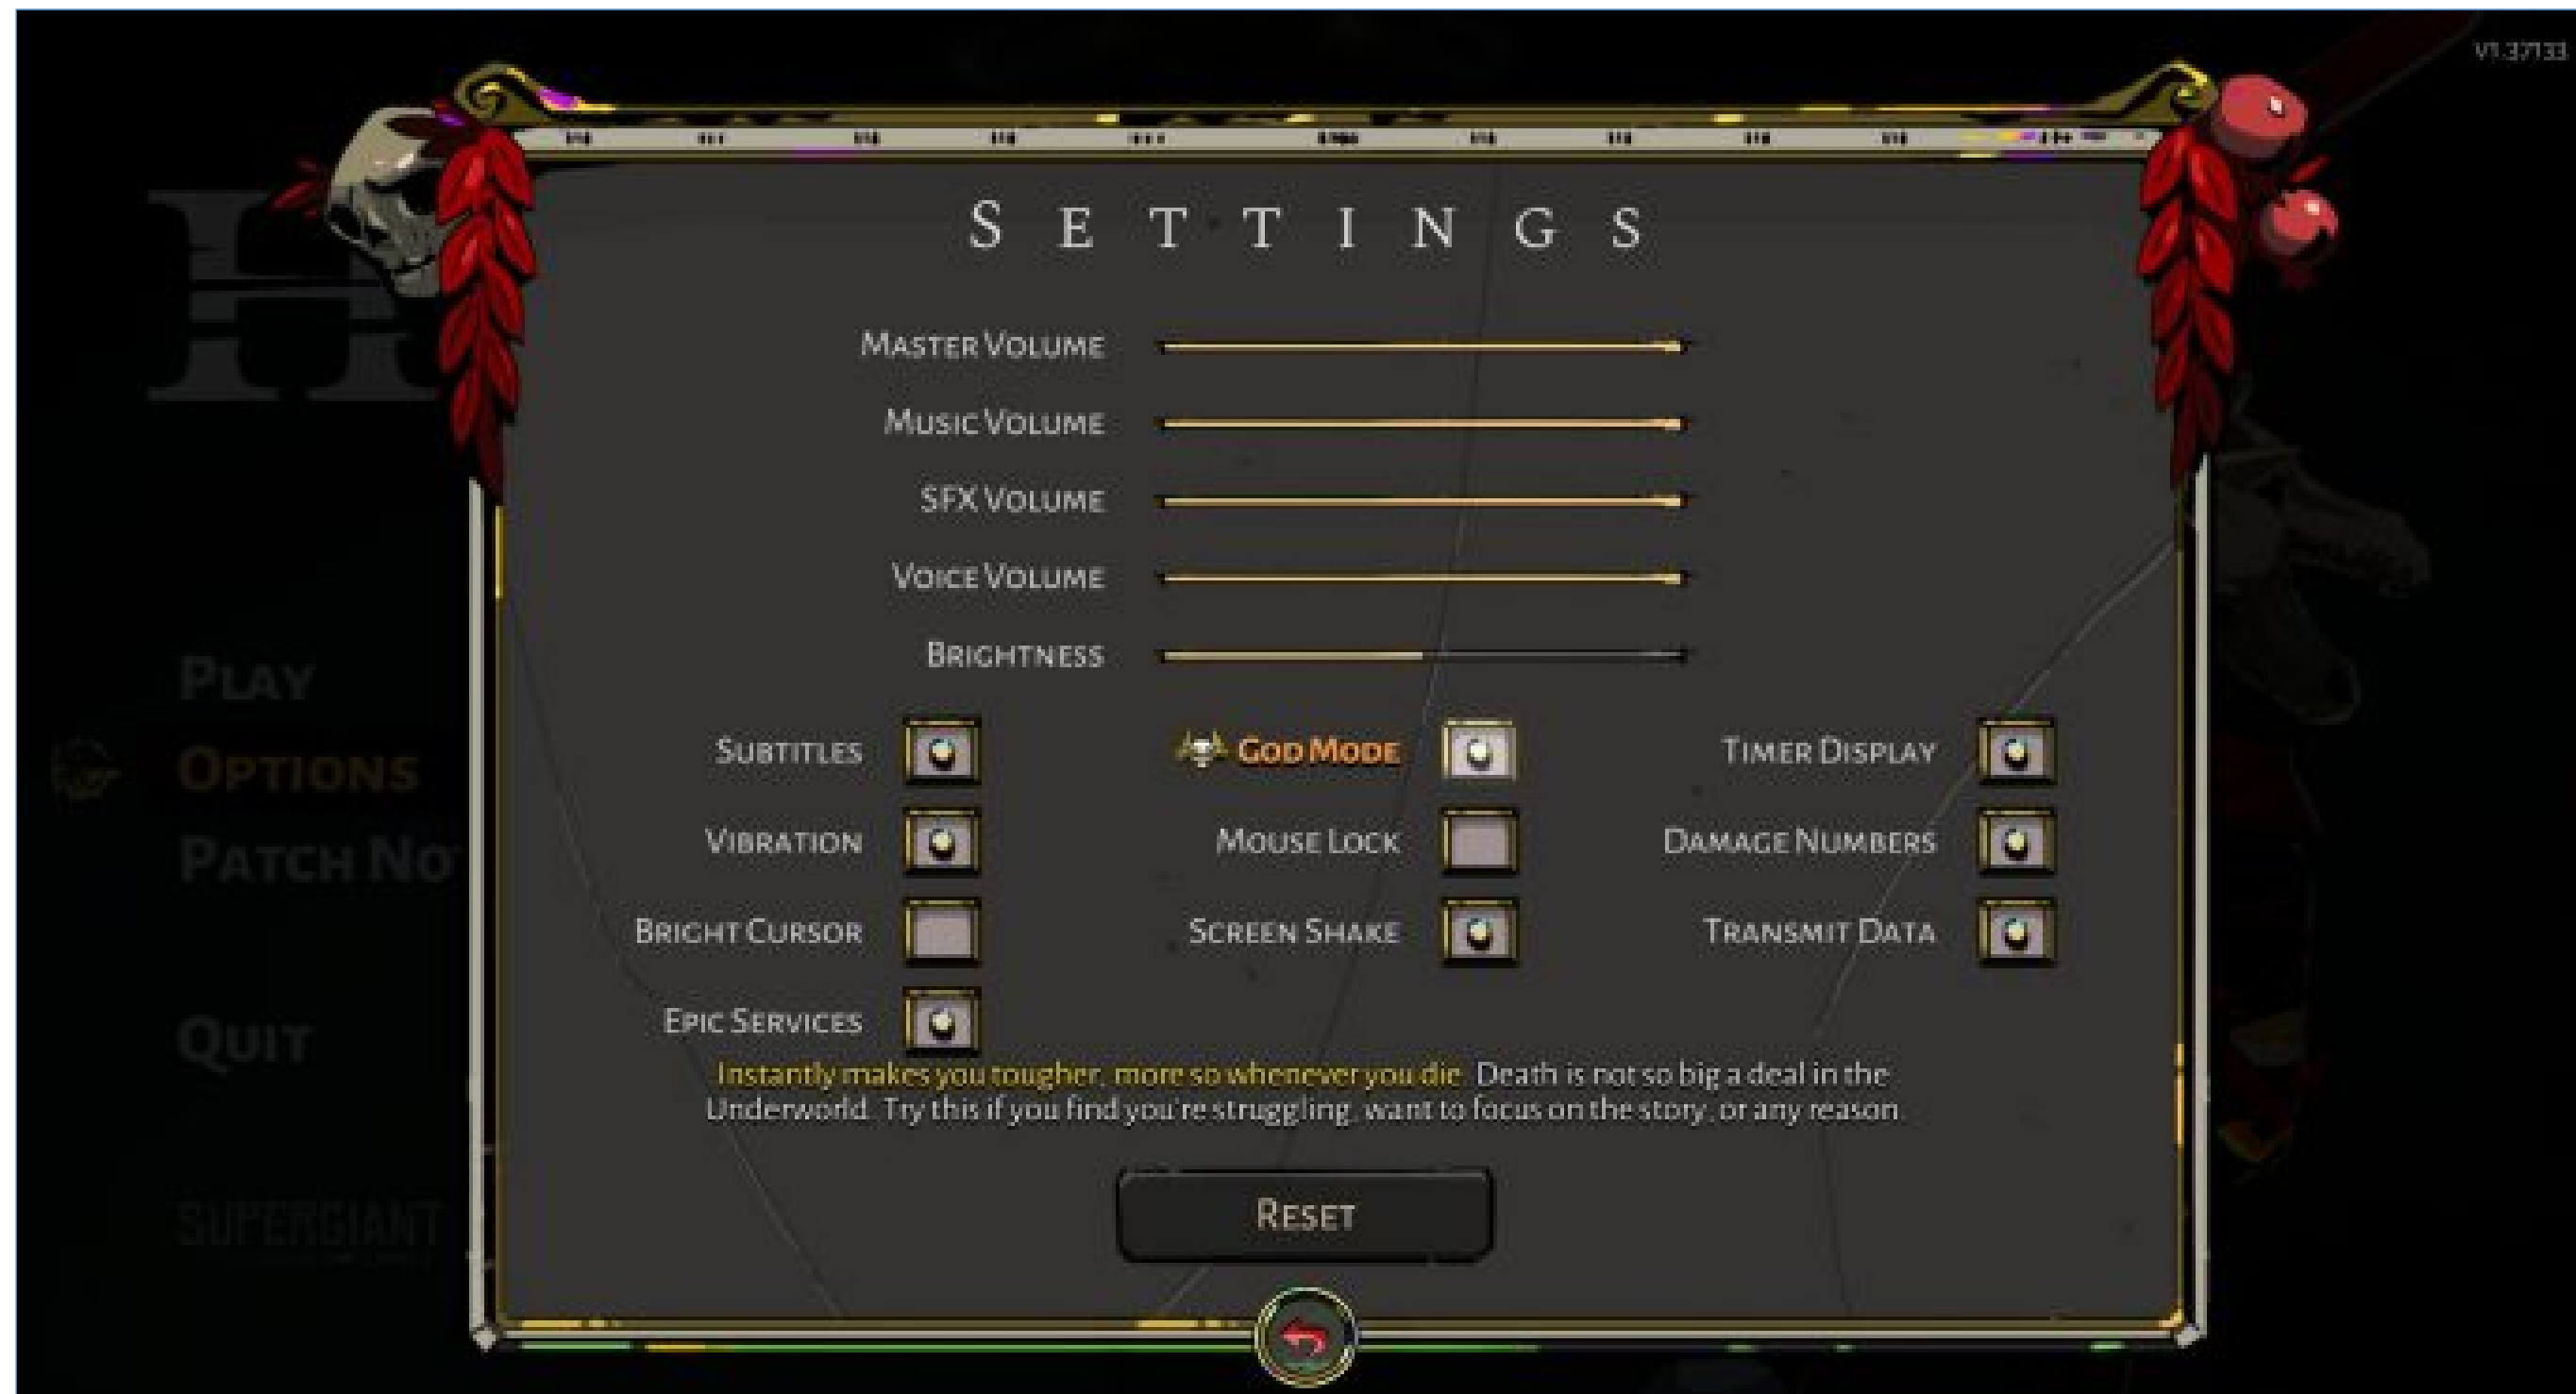 V1.37133
SETTINGS
MASTER VOLUME
MUSIC VOLUME
SFX VOLUME
VOICE VOLUME
BRIGHTNESS
SUBTITLES GOD MODE TIMER DISPLAY
VIBRATION MOUSE LOCK DAMAGE NUMBERS
BRIGHT CURSOR SCREEN SHAKE TRANSMIT DATA
EPIC SERVICES
Instantly makes you tougher, more so whenever you die. Death is not so big a deal in the
Underworld. Try this if you find you're struggling, want to focus on the story, or any reason.
RESET
H
PLAY
OPTIONS
PATCH NO
QUIT
SUPERGIANT